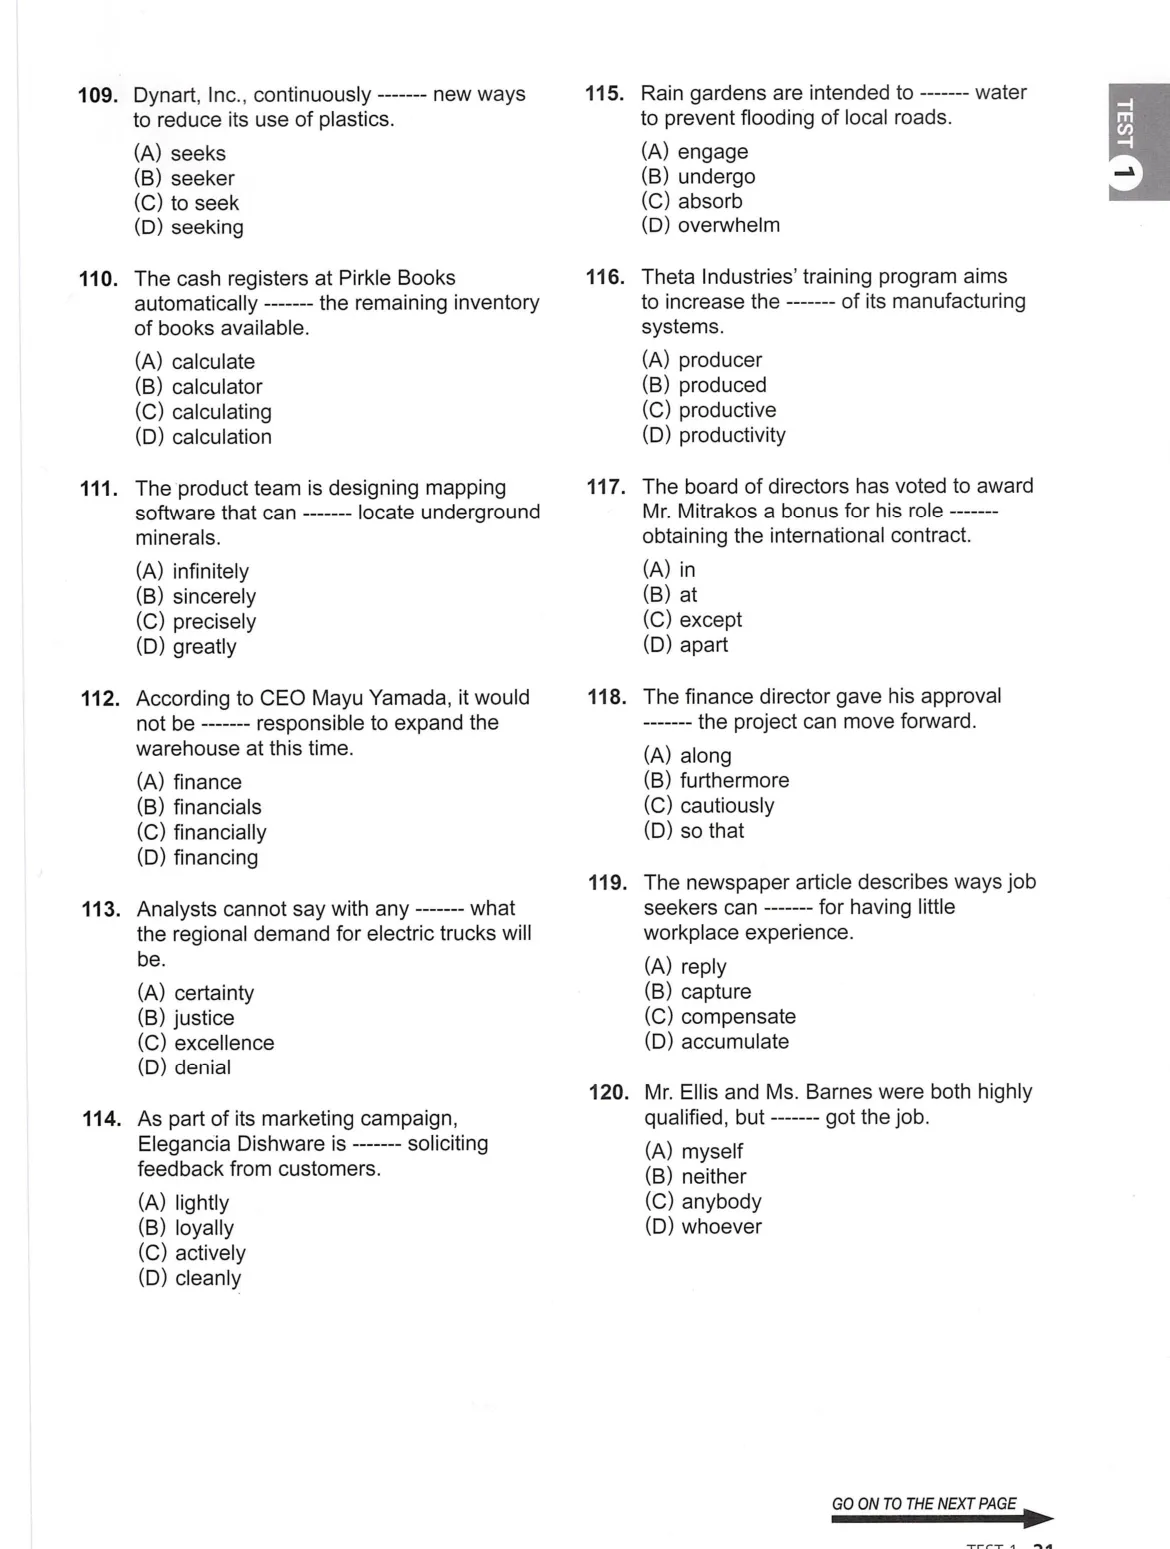 109. Dynart, Inc., continuously ------- new ways
to reduce its use of plastics.
(A) seeks
(B) seeker
(C) to seek
(D) seeking
110. The cash registers at Pirkle Books
automatically ------- the remaining inventory
of books available.
(A) calculate
(B) calculator
(C) calculating
(D) calculation
111. The product team is designing mapping
software that can ------- locate underground
minerals.
(A) infinitely
(B) sincerely
(C) precisely
(D) greatly
112. According to CEO Mayu Yamada, it would
not be ------- responsible to expand the
warehouse at this time.
(A) finance
(B) financials
(C) financially
(D) financing
113. Analysts cannot say with any ------- what
the regional demand for electric trucks will
be.
(A) certainty
(B) justice
(C) excellence
(D) denial
114. As part of its marketing campaign,
Elegancia Dishware is ------- soliciting
feedback from customers.
(A) lightly
(B) loyally
(C) actively
(D) cleanly
115. Rain gardens are intended to ------- water
to prevent flooding of local roads.
(A) engage
(B) undergo
(C) absorb
(D) overwhelm
116. Theta Industries' training program aims
to increase the ------- of its manufacturing
systems.
(A) producer
(B) produced
(C) productive
(D) productivity
117. The board of directors has voted to award
Mr. Mitrakos a bonus for his role -------
obtaining the international contract.
(A) in
(B) at
(C) except
(D) apart
118. The finance director gave his approval
------- the project can move forward.
(A) along
(B) furthermore
(C) cautiously
(D) so that
119. The newspaper article describes ways job
seekers can ------- for having little
workplace experience.
(A) reply
(B) capture
(C) compensate
(D) accumulate
120. Mr. Ellis and Ms. Barnes were both highly
qualified, but ------- got the job.
(A) myself
(B) neither
(C) anybody
(D) whoever
TEST 1
GO ON TO THE NEXT PAGE
TEST 1